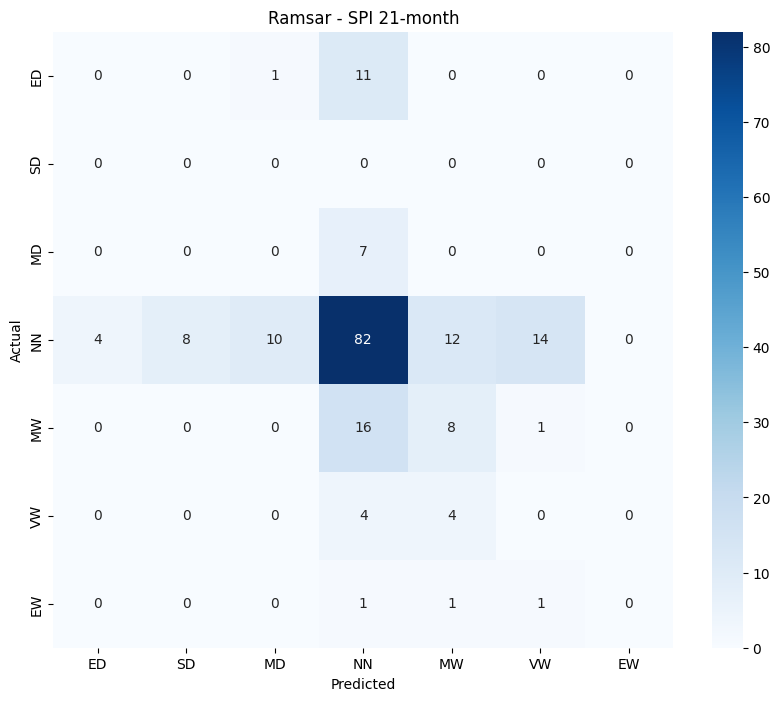 Ramsar - SPI 21-month
80
ED 0 0 1 11 0 0 0
70
SD 0 0 0 0 0 0 0
60
MD 0 0 0 7 0 0 0
50
40
Actual
NN 4 8 10 82 12 14 0
30
MW 0 0 0 16 8 1 0
20
VW 0 0 0 4 4 0 0
10
EW 0 0 0 1 1 1 0
0
ED SD MD NN MW VW EW
Predicted